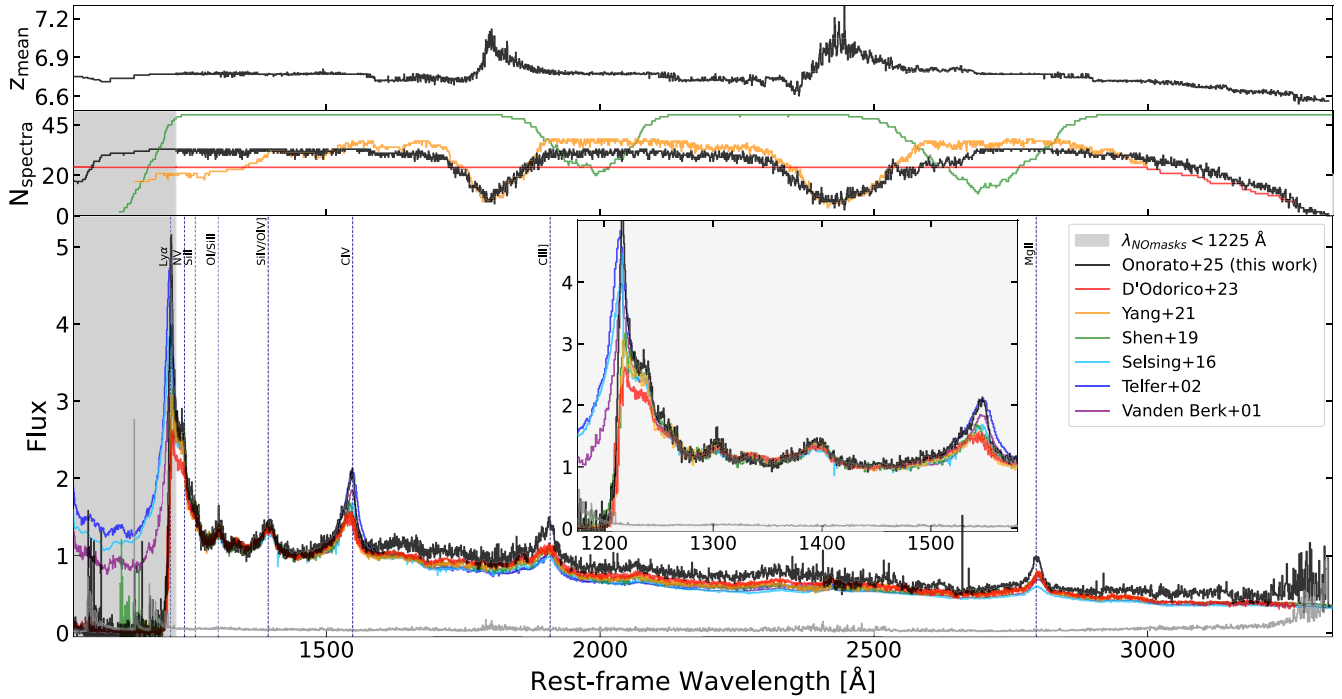 7.2
6.9
6.6
z_mean
45
20
0
N_spectra
Lyα
NV
SiII
OI/SiII
SiIV/OIV]
CIV
CIII]
MgII
5
4
3
2
1
0
Flux
4
3
2
1
0
1200
1300
1400
1500
λ_NOmasks < 1225 Å
Onorato+25 (this work)
D'Odorico+23
Yang+21
Shen+19
Selsing+16
Telfer+02
Vanden Berk+01
1500
2000
2500
3000
Rest-frame Wavelength [Å]